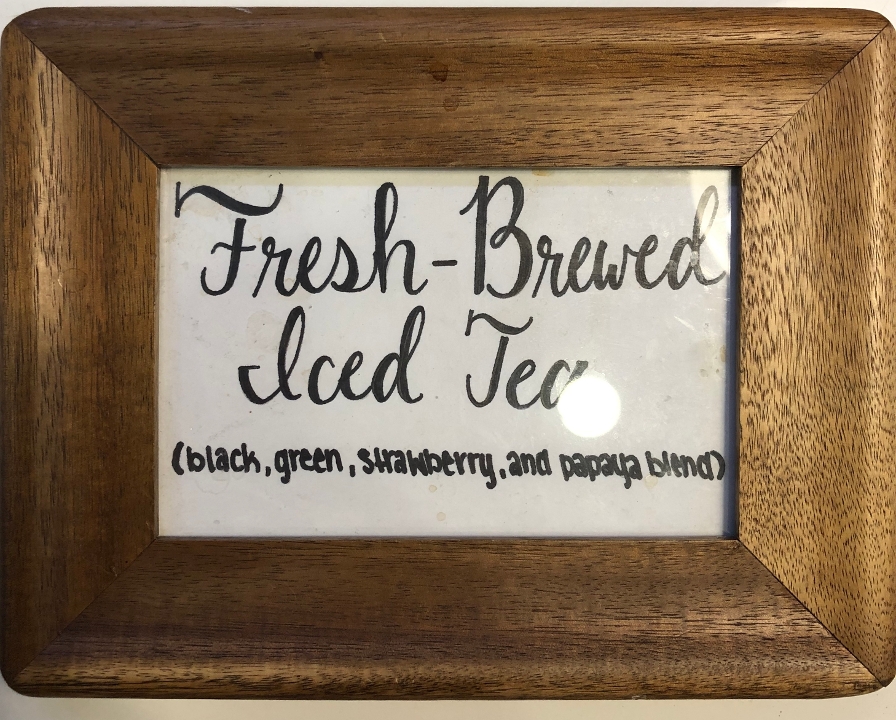 Fresh-Brewed
Iced Tea
(black, green, strawberry, and papaya blend)